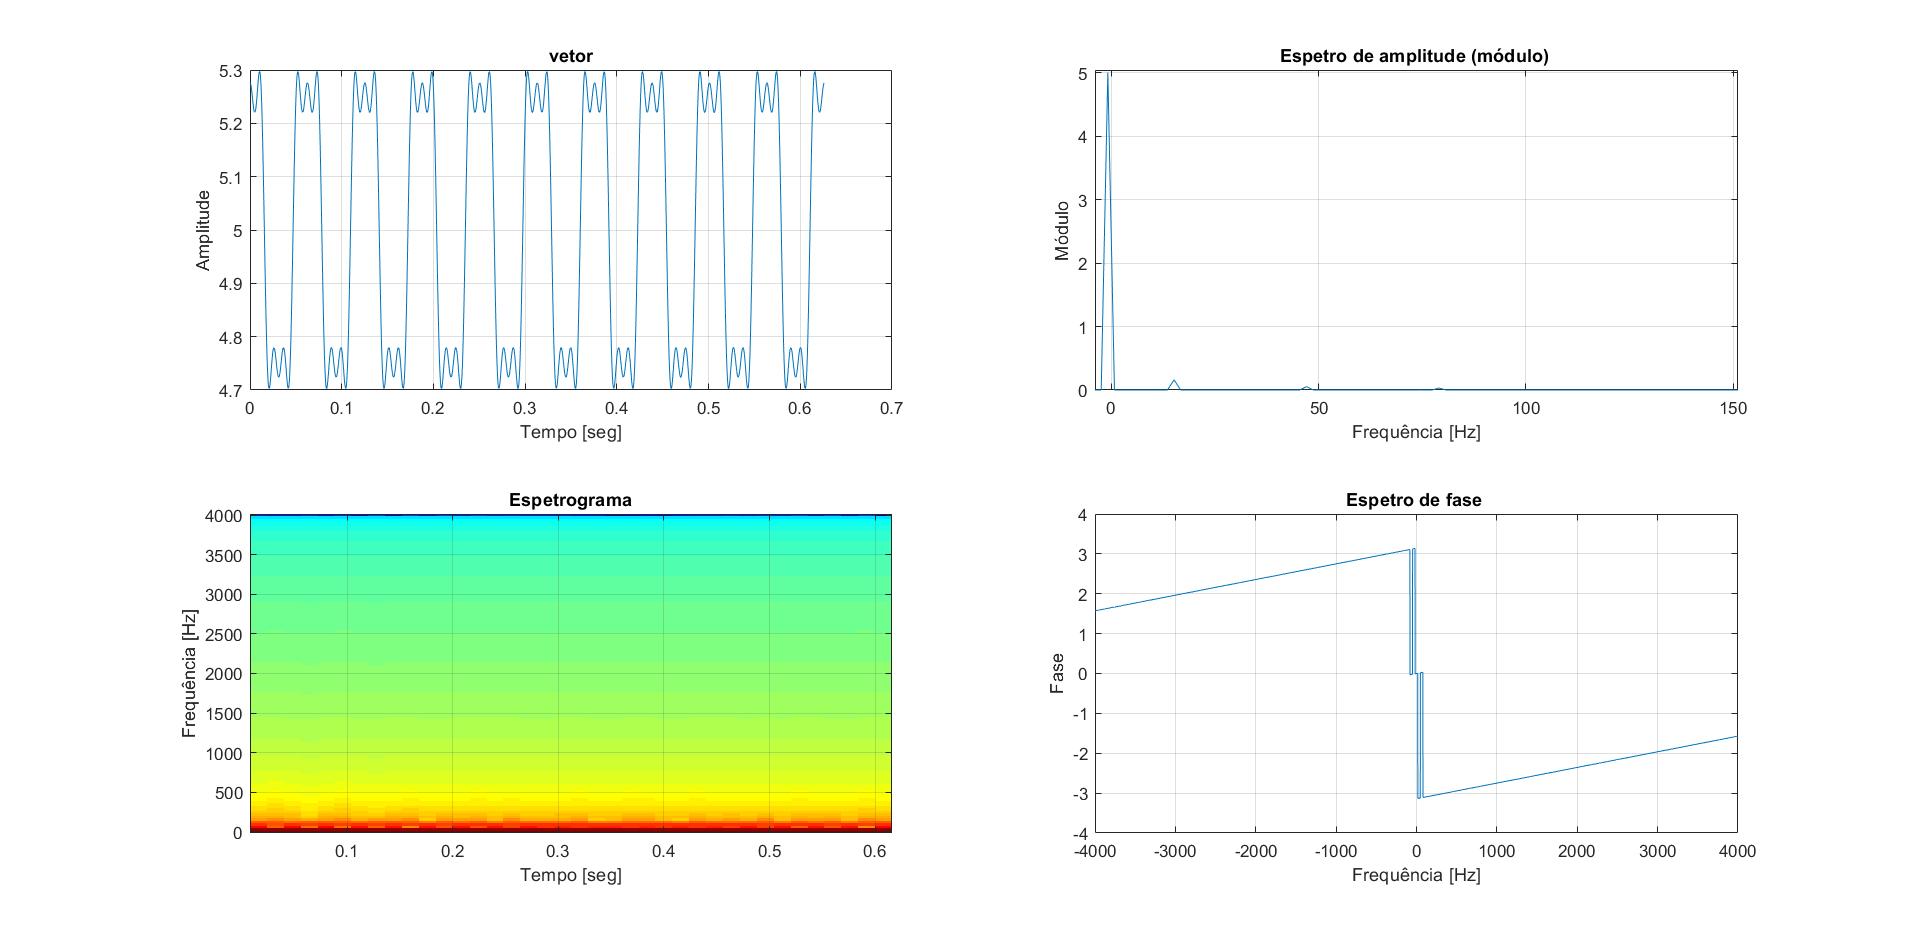 vetor
5.3
5.2
5.1
5
4.9
4.8
4.7
Amplitude
0 0.1 0.2 0.3 0.4 0.5 0.6 0.7
Tempo [seg]
Espetro de amplitude (módulo)
5
4
3
2
1
0
Módulo
0 50 100 150
Frequência [Hz]
Espetrograma
4000
3500
3000
2500
2000
1500
1000
500
0
Frequência [Hz]
0.1 0.2 0.3 0.4 0.5 0.6
Tempo [seg]
Espetro de fase
4
3
2
1
0
-1
-2
-3
-4
Fase
-4000 -3000 -2000 -1000 0 1000 2000 3000 4000
Frequência [Hz]